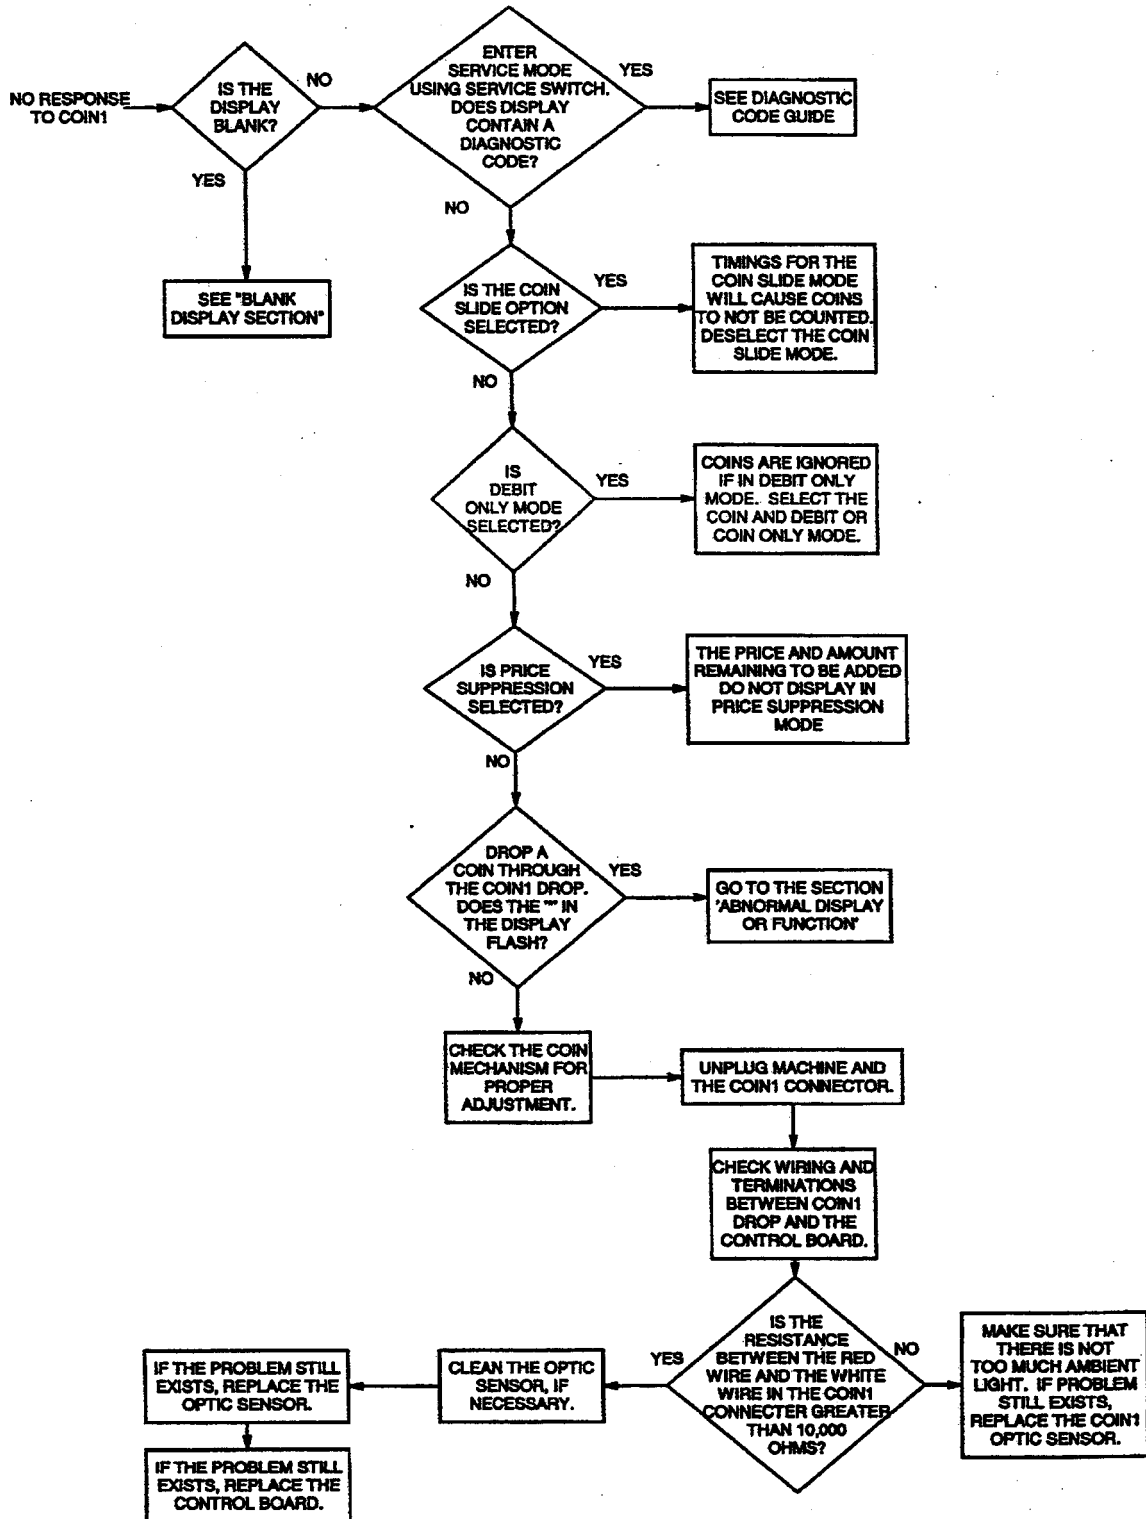 NO RESPONSE
TO COIN1
IS THE
DISPLAY
BLANK?
NO
YES
SEE "BLANK
DISPLAY SECTION"
ENTER
SERVICE MODE
USING SERVICE SWITCH.
DOES DISPLAY
CONTAIN A
DIAGNOSTIC
CODE?
YES
SEE DIAGNOSTIC
CODE GUIDE
NO
IS THE COIN
SLIDE OPTION
SELECTED?
YES
TIMINGS FOR THE
COIN SLIDE MODE
WILL CAUSE COINS
TO NOT BE COUNTED.
DESELECT THE COIN
SLIDE MODE.
NO
IS
DEBIT
ONLY MODE
SELECTED?
YES
COINS ARE IGNORED
IF IN DEBIT ONLY
MODE. SELECT THE
COIN AND DEBIT OR
COIN ONLY MODE.
NO
IS PRICE
SUPPRESSION
SELECTED?
YES
THE PRICE AND AMOUNT
REMAINING TO BE ADDED
DO NOT DISPLAY IN
PRICE SUPPRESSION
MODE
NO
DROP A
COIN THROUGH
THE COIN1 DROP.
DOES THE "" IN
THE DISPLAY
FLASH?
YES
GO TO THE SECTION
'ABNORMAL DISPLAY
OR FUNCTION'
NO
CHECK THE COIN
MECHANISM FOR
PROPER
ADJUSTMENT.
UNPLUG MACHINE AND
THE COIN1 CONNECTOR.
CHECK WIRING AND
TERMINATIONS
BETWEEN COIN1
DROP AND THE
CONTROL BOARD.
IS THE
RESISTANCE
BETWEEN THE RED
WIRE AND THE WHITE
WIRE IN THE COIN1
CONNECTER GREATER
THAN 10,000
OHMS?
NO
MAKE SURE THAT
THERE IS NOT
TOO MUCH AMBIENT
LIGHT. IF PROBLEM
STILL EXISTS,
REPLACE THE COIN1
OPTIC SENSOR.
YES
CLEAN THE OPTIC
SENSOR, IF
NECESSARY.
IF THE PROBLEM STILL
EXISTS, REPLACE THE
OPTIC SENSOR.
IF THE PROBLEM STILL
EXISTS, REPLACE THE
CONTROL BOARD.